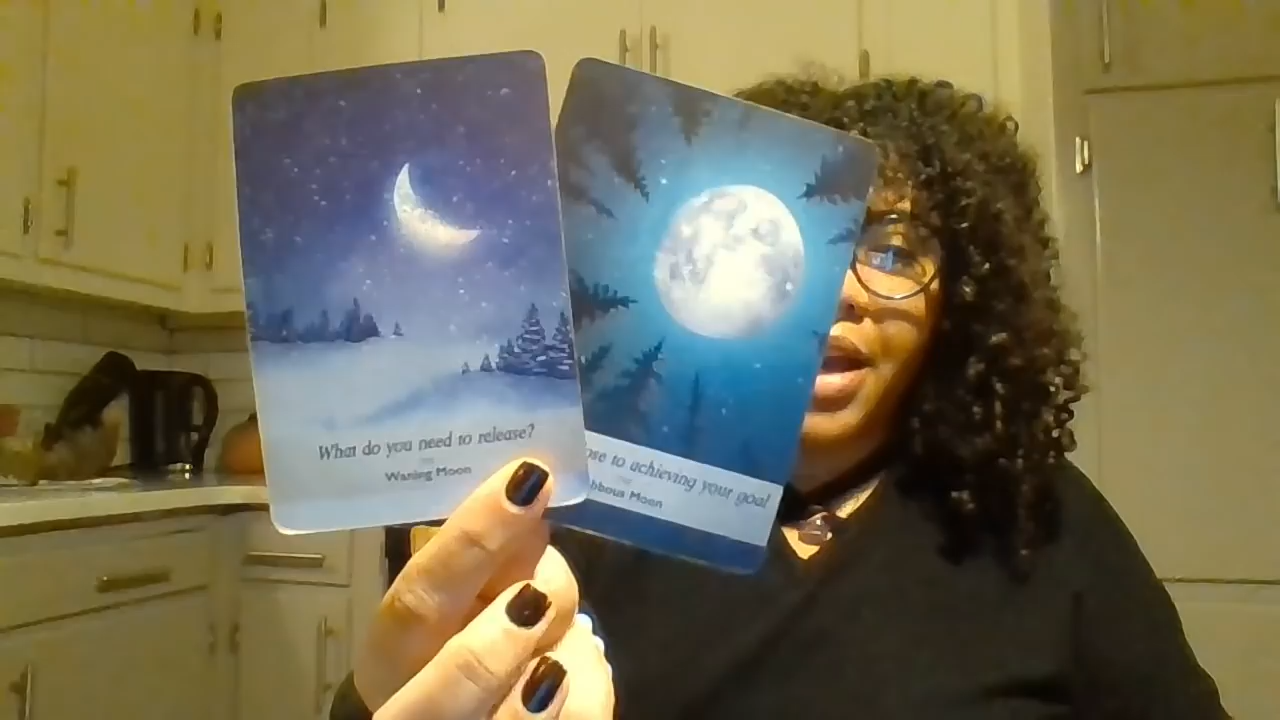 What do you need to release?
Waning Moon
to achieving your goal
Moon